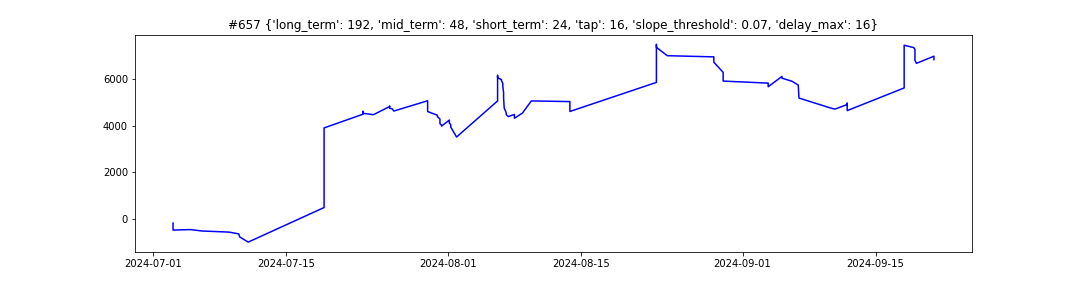 #657 {'long_term': 192, 'mid_term': 48, 'short_term': 24, 'tap': 16, 'slope_threshold': 0.07, 'delay_max': 16}
6000
4000
2000
0
2024-07-01 2024-07-15 2024-08-01 2024-08-15 2024-09-01 2024-09-15